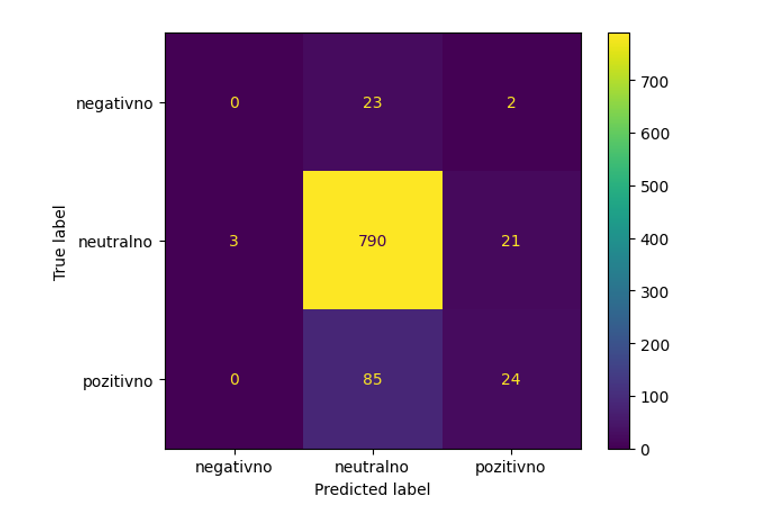 negativno 0 23 2
neutralno 3 790 21
pozitivno 0 85 24
negativno neutralno pozitivno
Predicted label
True label
700
600
500
400
300
200
100
0